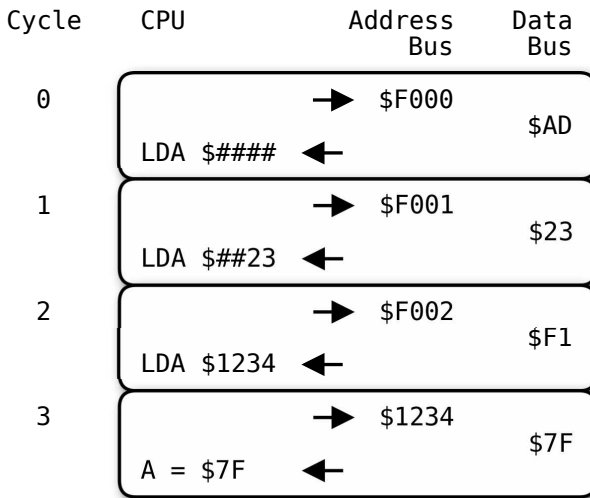 Cycle CPU Address Bus Data Bus
0 $F000
$AD
LDA $####
1 $F001
$23
LDA $##23
2 $F002
$F1
LDA $1234
3 $1234
$7F
A = $7F